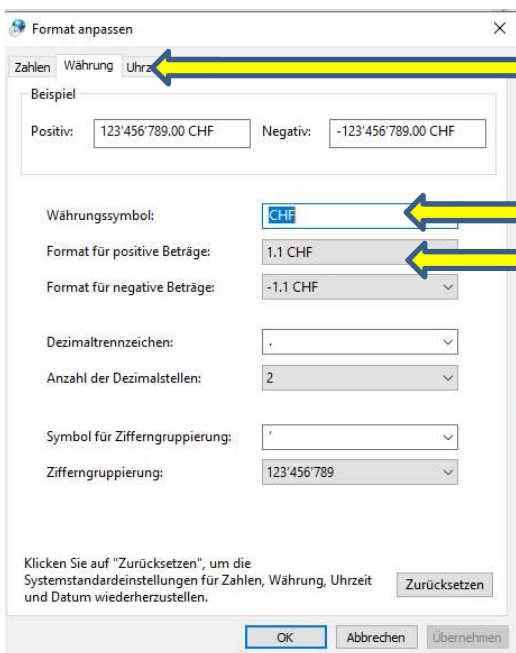 Format anpassen
Zahlen Währung
Beispiel
Positiv: 123'456'789.00 CHF Negativ: -123'456'789.00 CHF
Währungssymbol: CHF
Format für positive Beträge: 1.1 CHF
Format für negative Beträge: -1.1 CHF
Dezimaltrennzeichen: .
Anzahl der Dezimalstellen: 2
Symbol für Zifferngruppierung: '
Zifferngruppierung: 123'456'789
Klicken Sie auf "Zurücksetzen", um die
Systemstandardeinstellungen für Zahlen, Währung, Uhrzeit
und Datum wiederherzustellen.
Zurücksetzen
OK Abbrechen Übernehmen